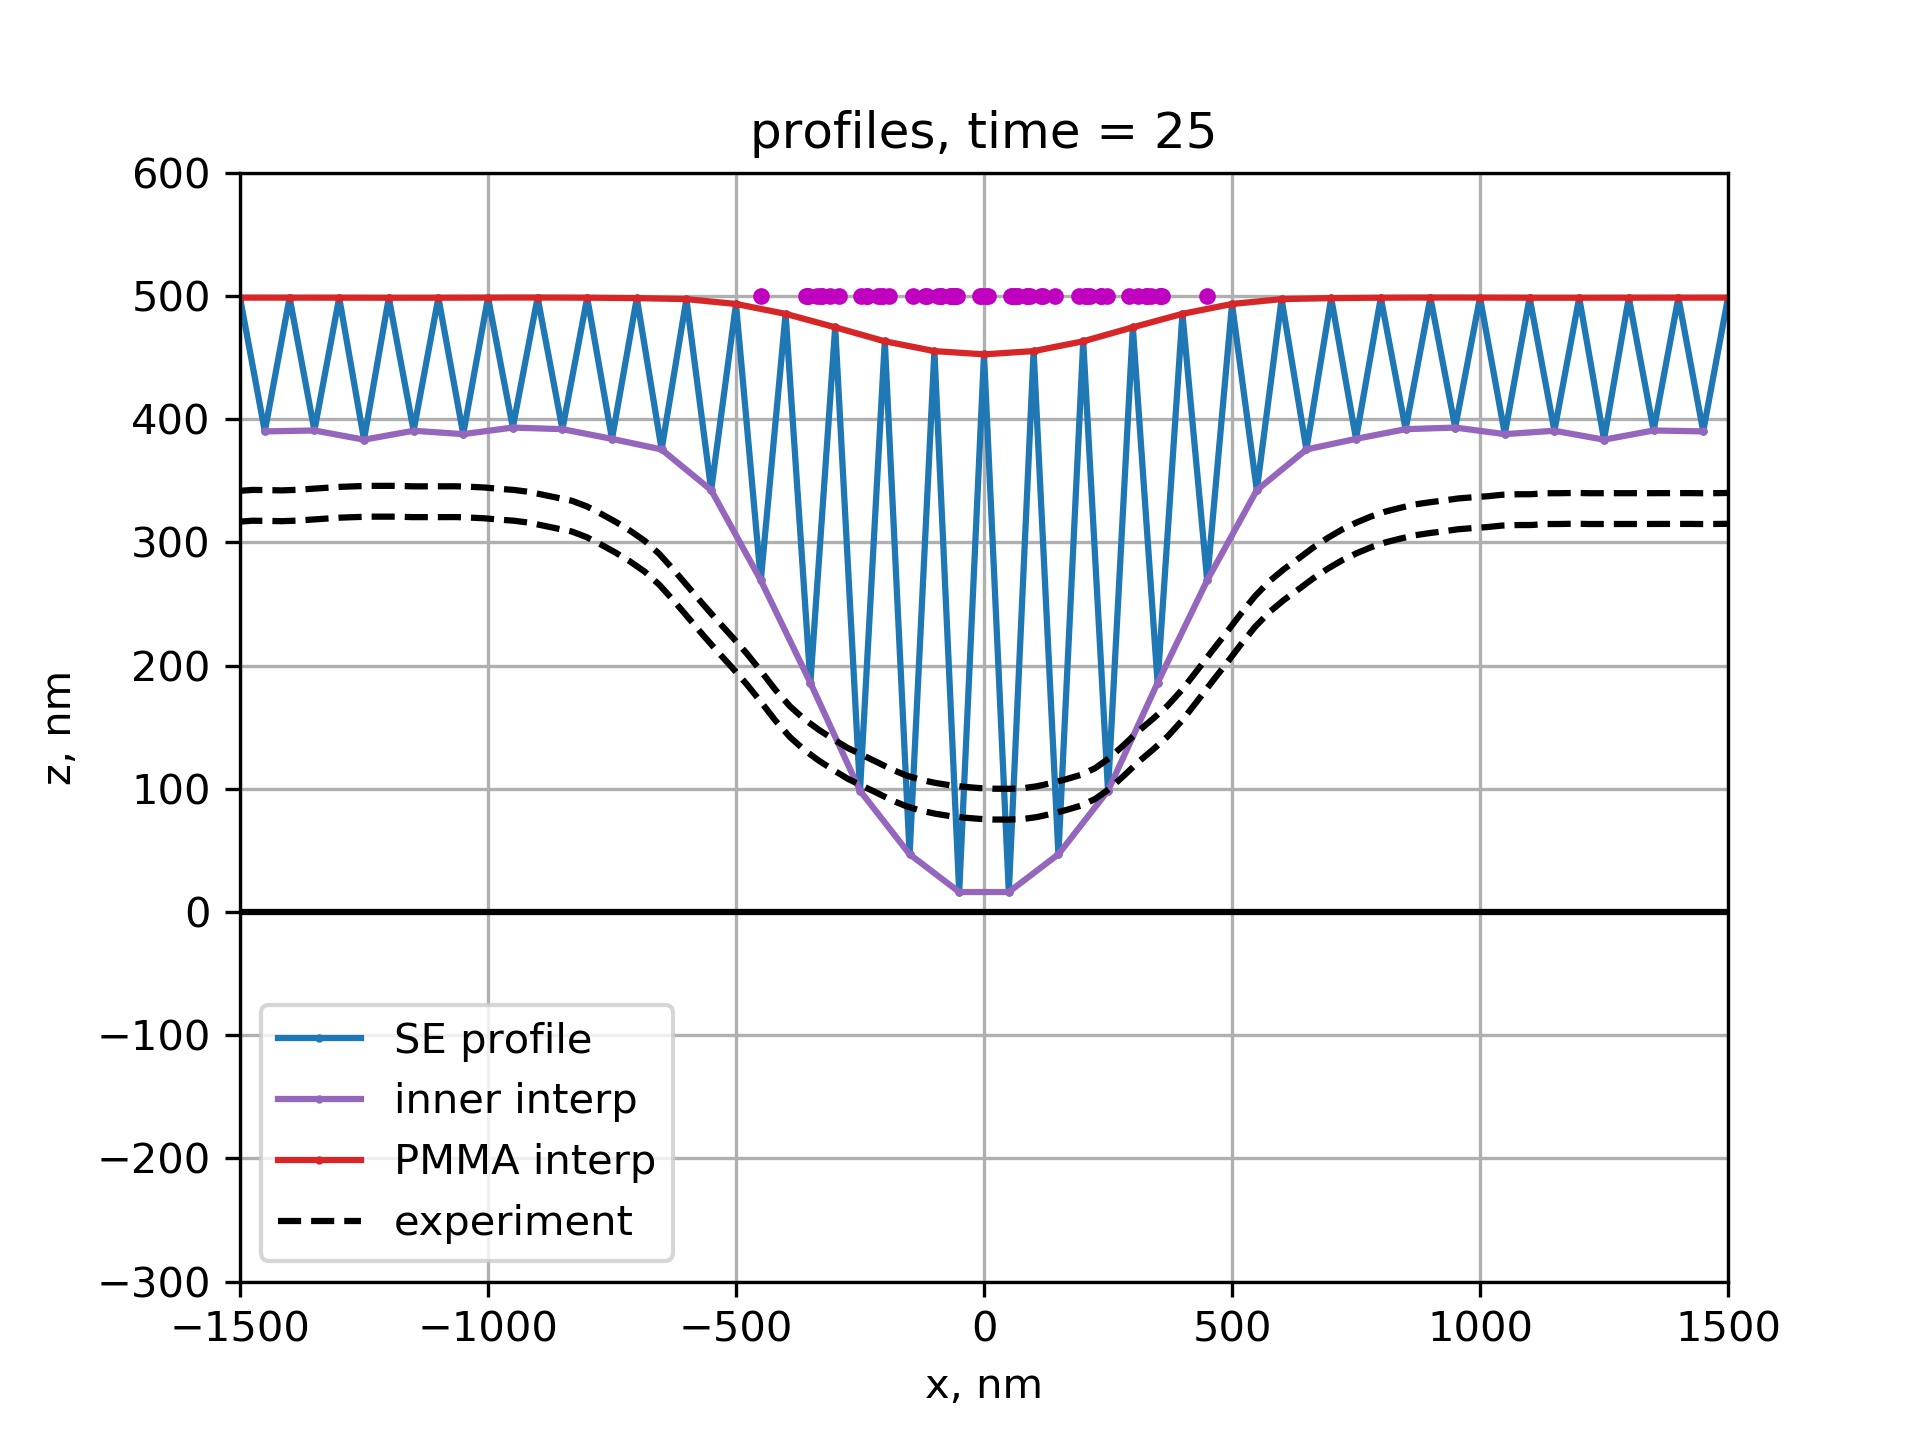 profiles, time = 25
600
500
400
300
200
100
0
−100
−200
−300
z, nm
SE profile
inner interp
PMMA interp
experiment
−1500 −1000 −500 0 500 1000 1500
x, nm